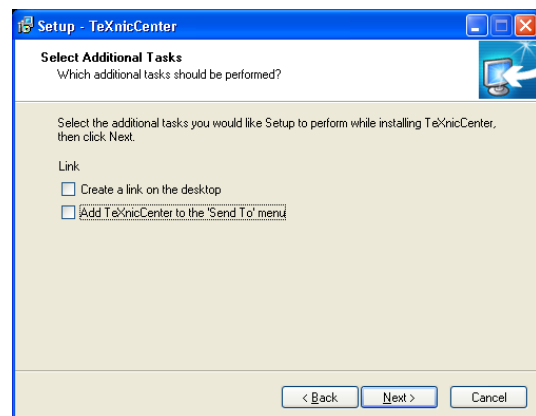 Setup - TeXnicCenter
Select Additional Tasks
Which additional tasks should be performed?
Select the additional tasks you would like Setup to perform while installing TeXnicCenter,
then click Next.
Link
Create a link on the desktop
Add TeXnicCenter to the 'Send To' menu
< Back
Next >
Cancel